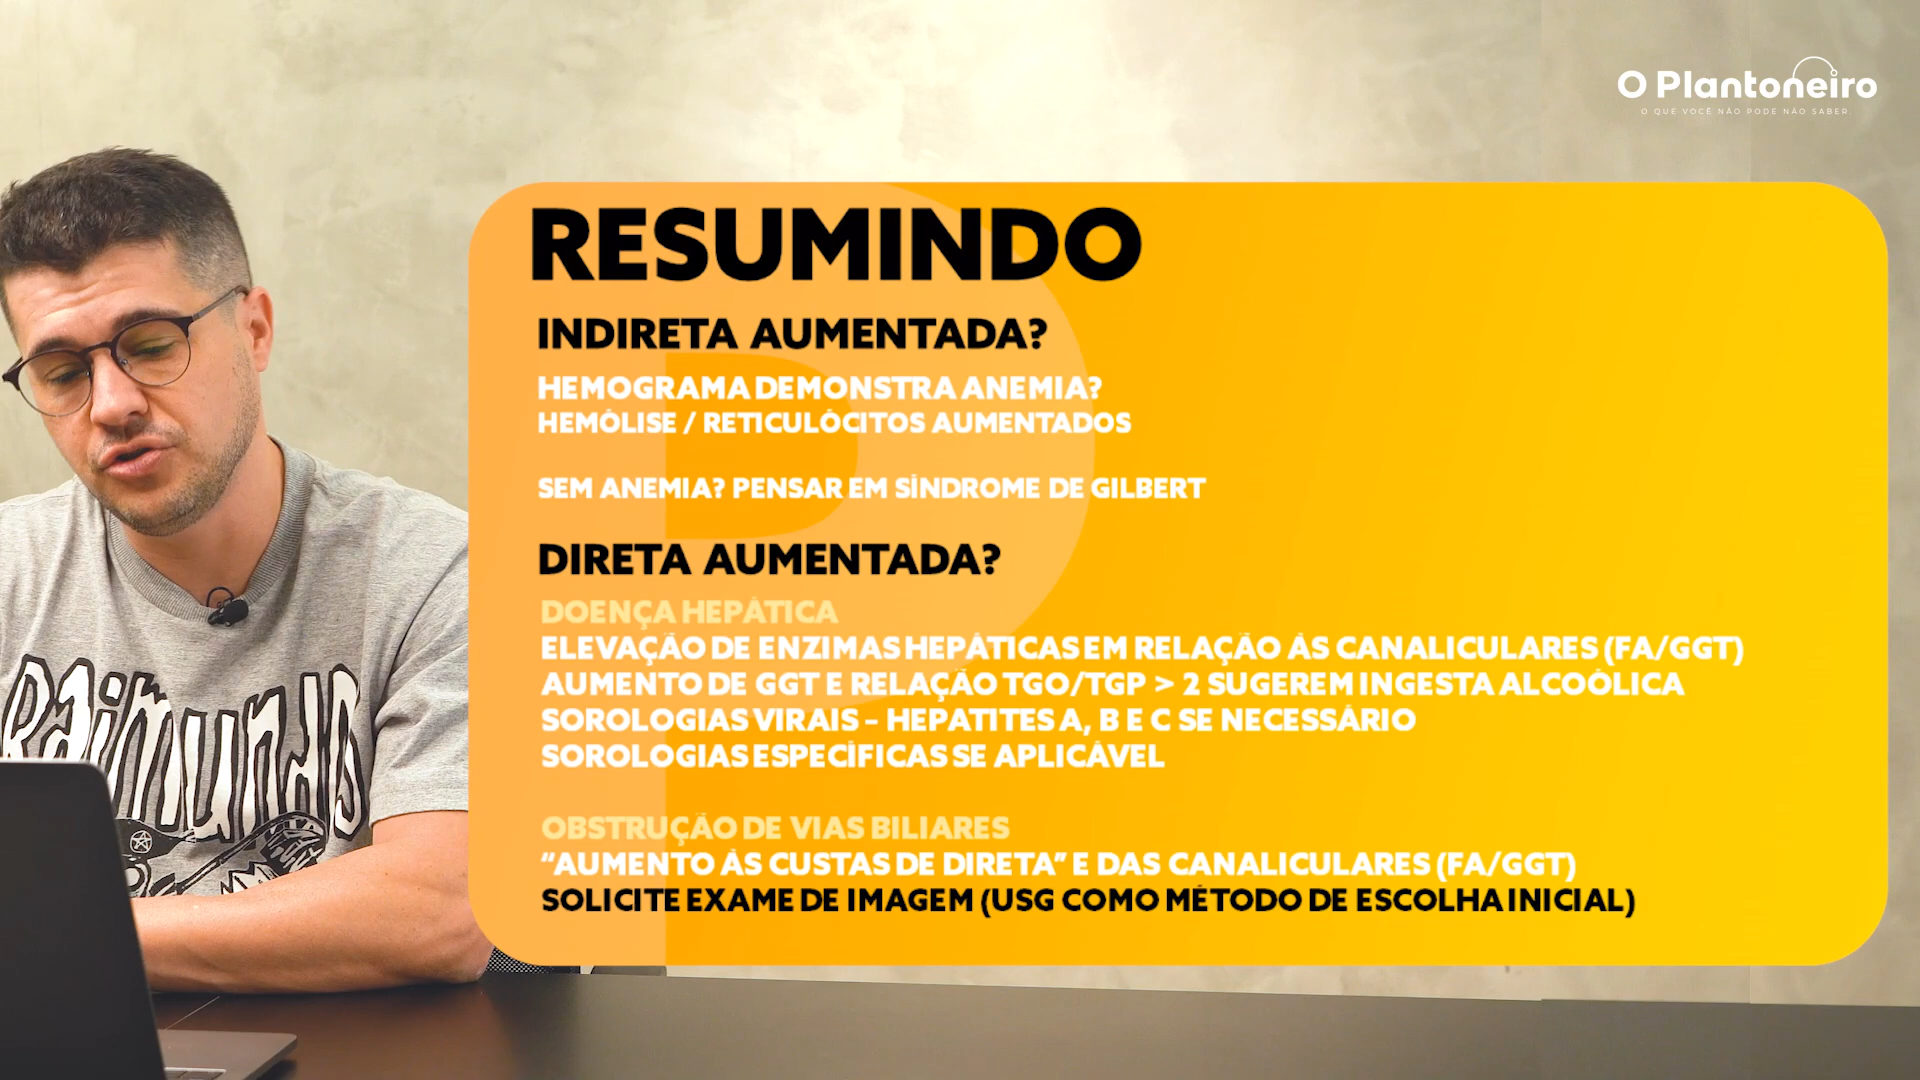 O Plantoneiro
O QUE VOCÊ NÃO PODE NÃO SABER
RESUMINDO
INDIRETA AUMENTADA?
HEMOGRAMA DEMONSTRA ANEMIA?
HEMÓLISE / RETICULÓCITOS AUMENTADOS
SEM ANEMIA? PENSAR EM SÍNDROME DE GILBERT
DIRETA AUMENTADA?
DOENÇA HEPÁTICA
ELEVAÇÃO DE ENZIMAS HEPÁTICAS EM RELAÇÃO ÀS CANALICULARES (FA/GGT)
AUMENTO DE GGT E RELAÇÃO TGO/TGP > 2 SUGEREM INGESTA ALCOÓLICA
SOROLOGIAS VIRAIS – HEPATITES A, B E C SE NECESSÁRIO
SOROLOGIAS ESPECÍFICAS SE APLICÁVEL
OBSTRUÇÃO DE VIAS BILIARES
“AUMENTO ÀS CUSTAS DE DIRETA” E DAS CANALICULARES (FA/GGT)
SOLICITE EXAME DE IMAGEM (USG COMO MÉTODO DE ESCOLHA INICIAL)
Raimundos